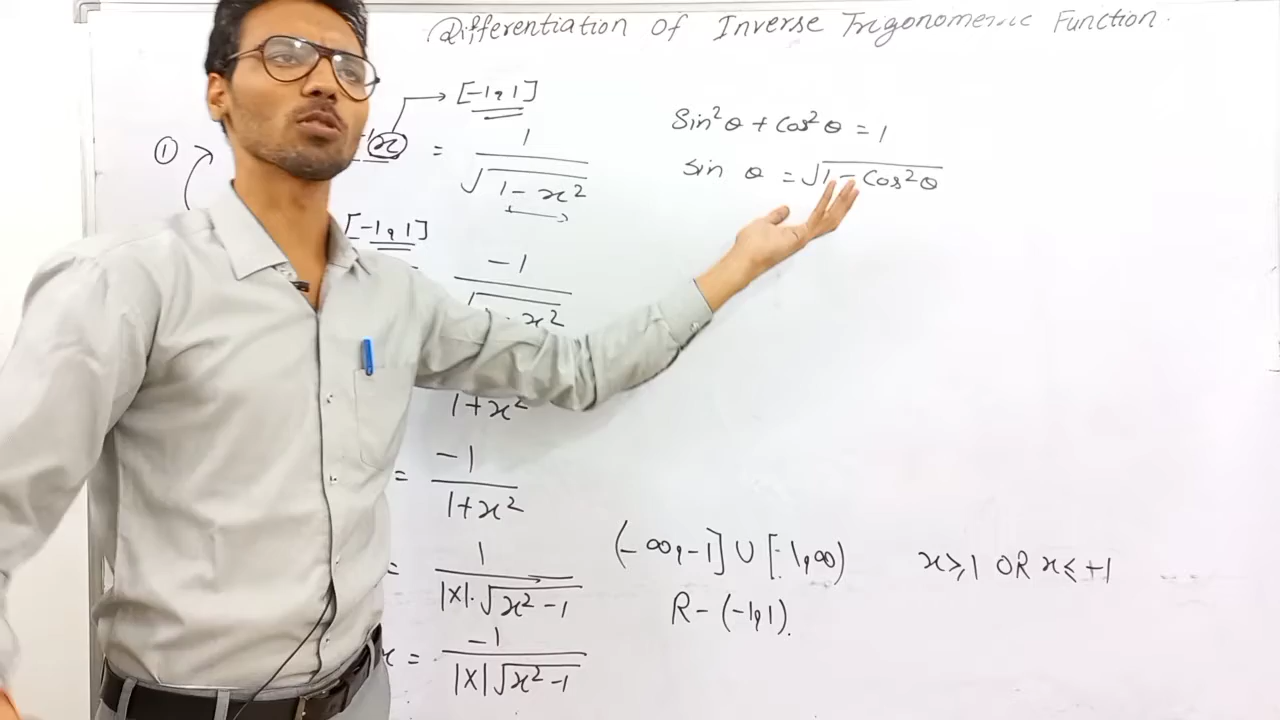 Differentiation Of Inverse Trigonometric Function.
[-1, 1]
① x = 1/√(1-x²)
[-1, 1]
-1/√( - x²)
1+x²
= -1/(1+x²)
= 1/(|x|.√(x²-1))
x = -1/(|x|√(x²-1))
Sin²θ + Cos²θ = 1
Sin θ = √(1-Cos²θ)
(-∞, -1] ∪ [-1, ∞) x ≥ 1 OR x ≤ +1
R - (-1, 1).